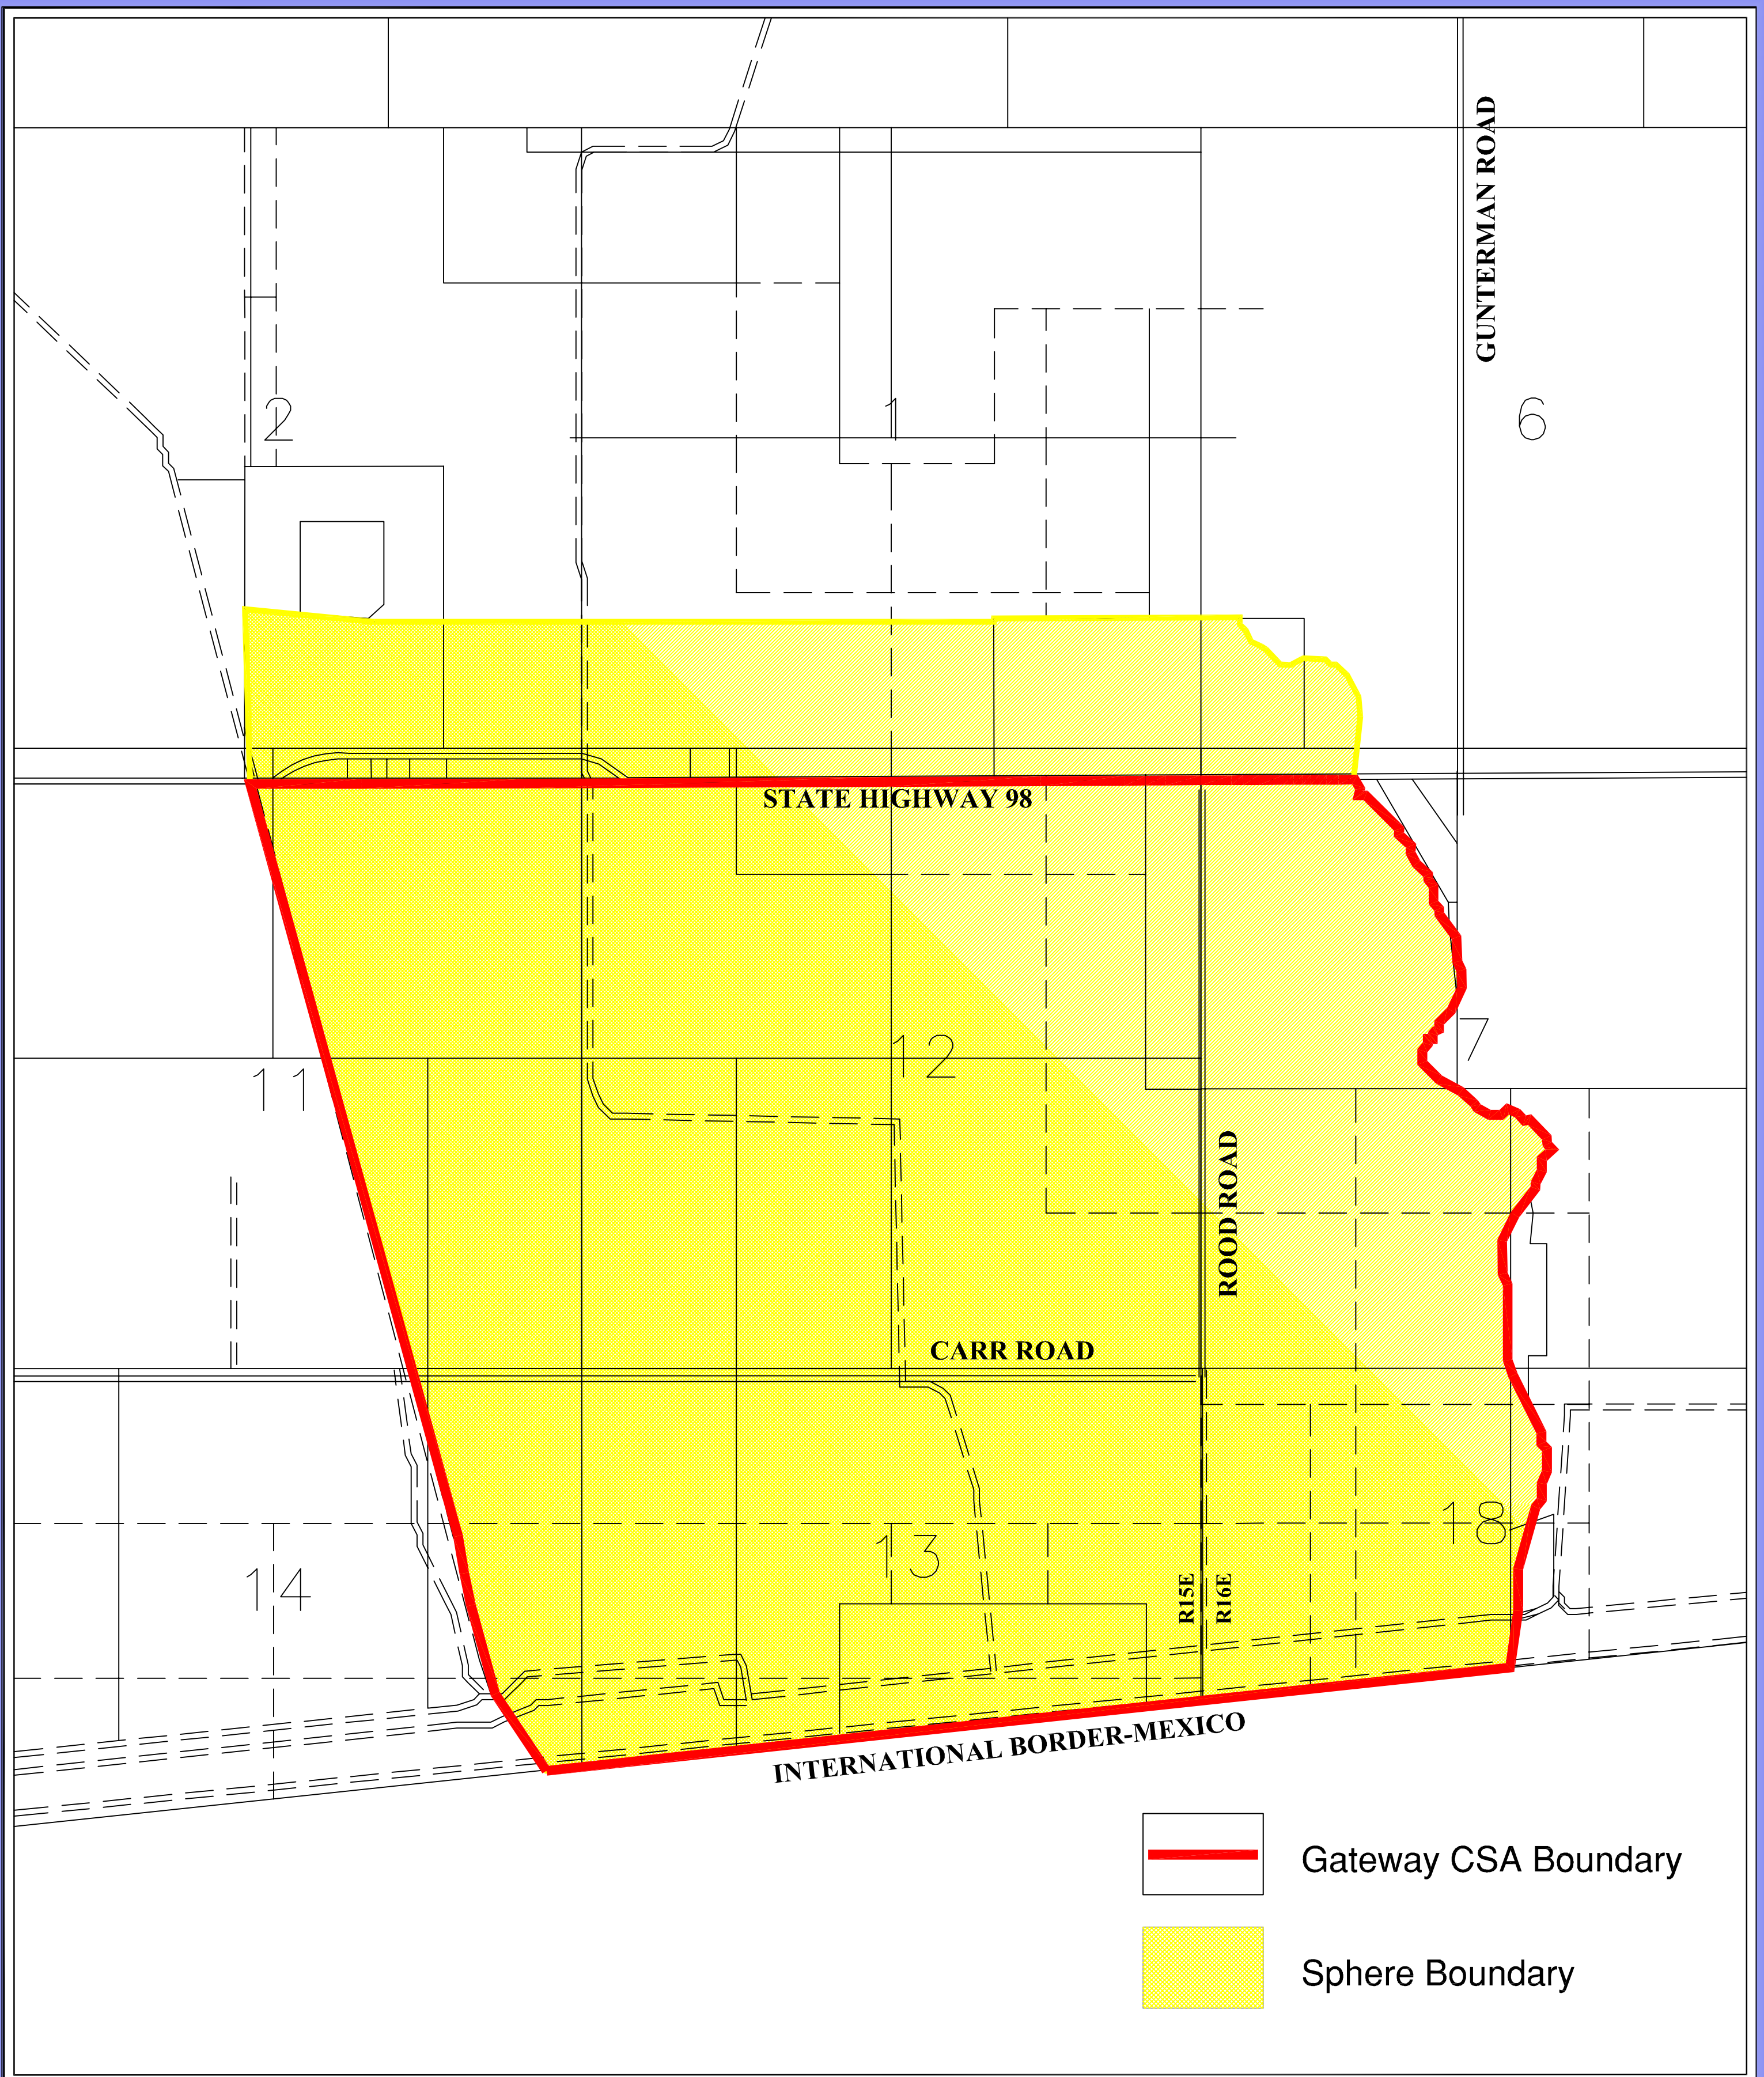 GUNTERMAN ROAD
2
1
6
STATE HIGHWAY 98
7
12
11
ROOD ROAD
CARR ROAD
18
13
14
R15E
R16E
INTERNATIONAL BORDER-MEXICO
Gateway CSA Boundary
Sphere Boundary